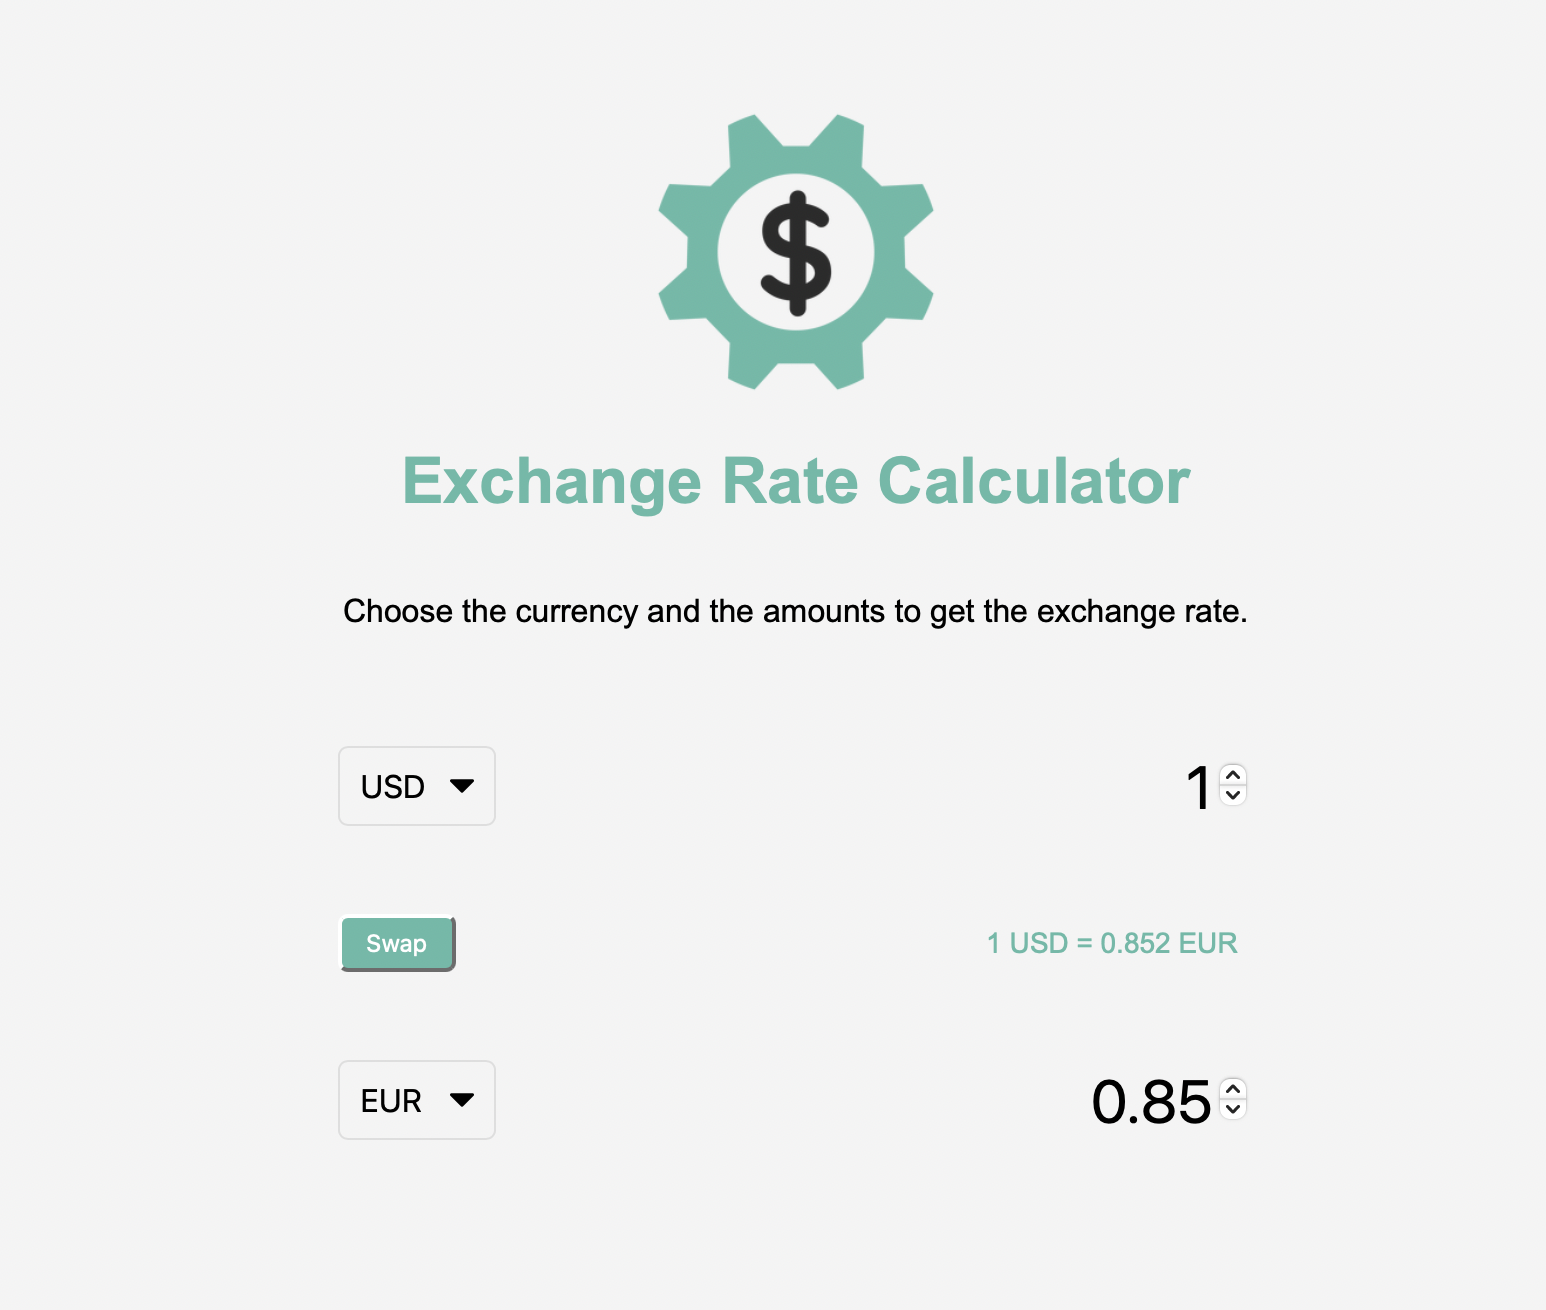 $
Exchange Rate Calculator
Choose the currency and the amounts to get the exchange rate.
USD
1
Swap
1 USD = 0.852 EUR
EUR
0.85